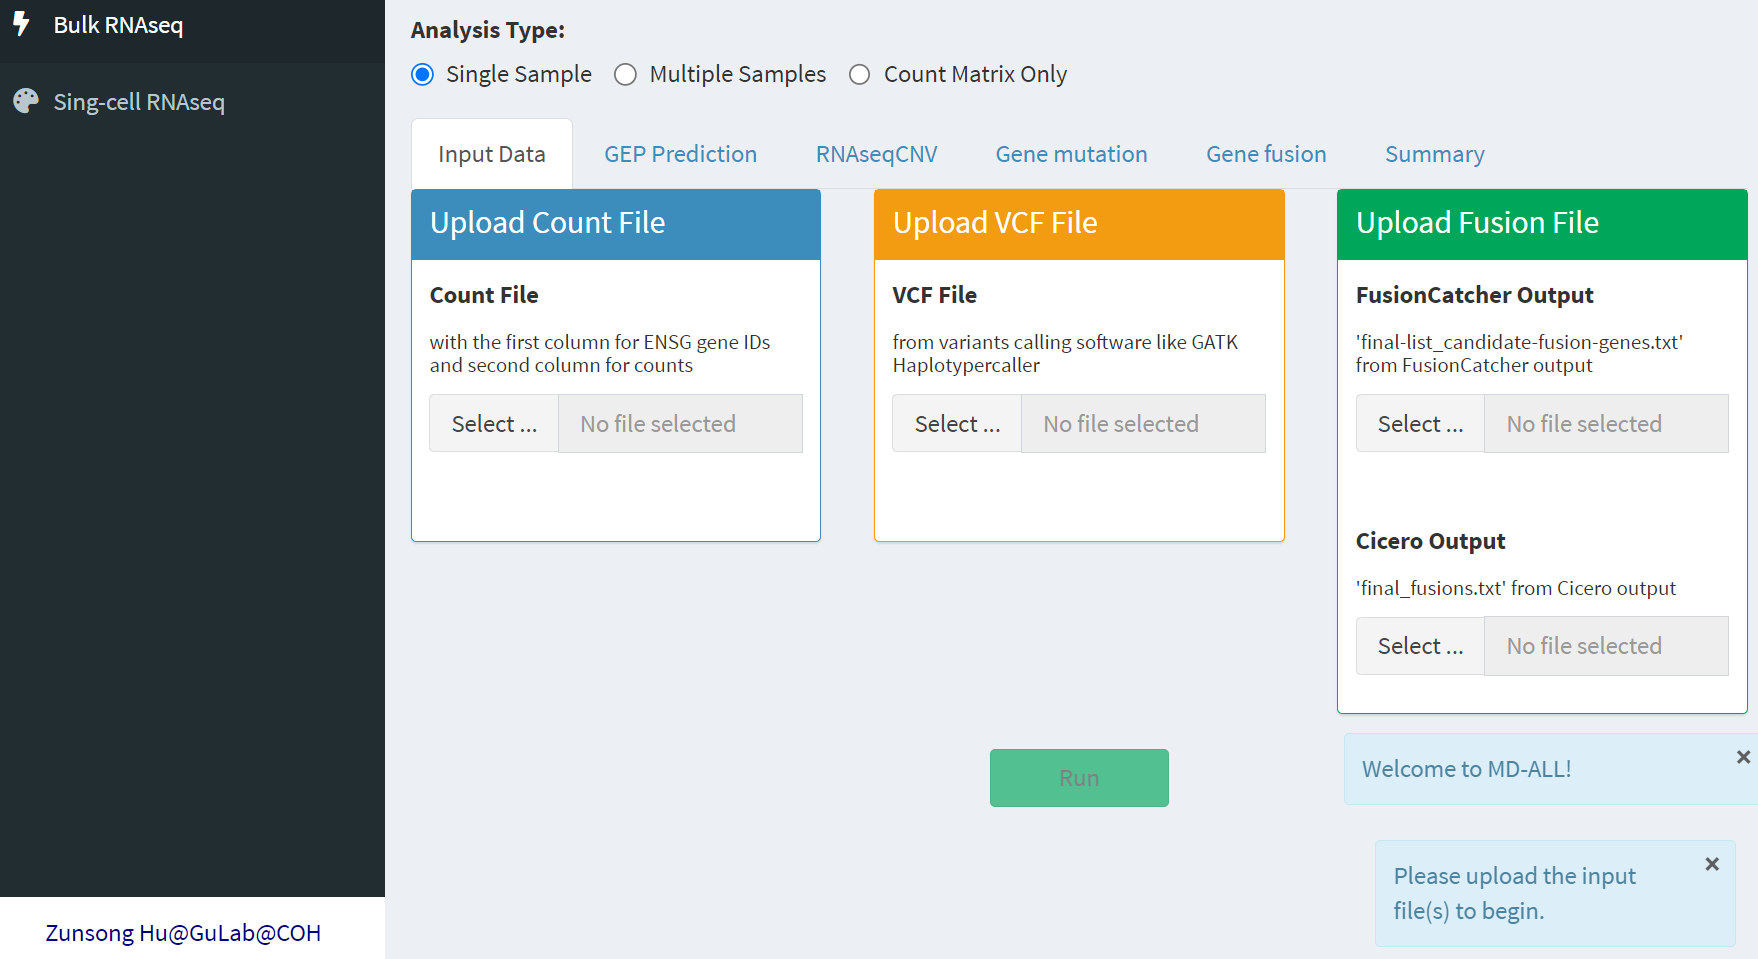 Bulk RNAseq
Sing-cell RNAseq
Zunsong Hu@GuLab@COH
Analysis Type:
Single Sample Multiple Samples Count Matrix Only
Input Data GEP Prediction RNAseqCNV Gene mutation Gene fusion Summary
Upload Count File
Count File
with the first column for ENSG gene IDs
and second column for counts
Select ... No file selected
Upload VCF File
VCF File
from variants calling software like GATK
Haplotypercaller
Select ... No file selected
Upload Fusion File
FusionCatcher Output
'final-list_candidate-fusion-genes.txt'
from FusionCatcher output
Select ... No file selected
Cicero Output
'final_fusions.txt' from Cicero output
Select ... No file selected
Run
Welcome to MD-ALL!
×
Please upload the input
file(s) to begin.
×